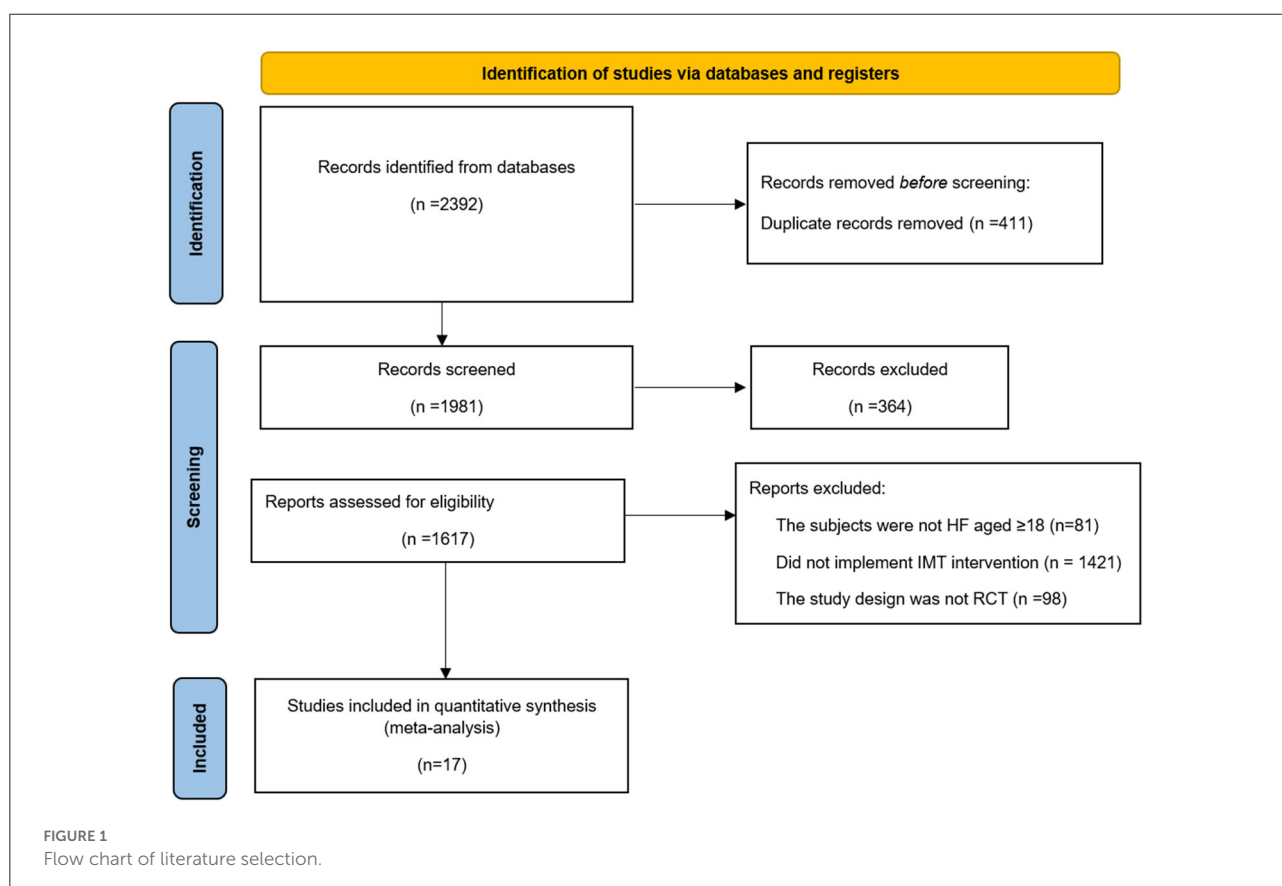 Identification of studies via databases and registers
Identification
Records identified from databases
(n =2392)
Records removed before screening:
Duplicate records removed (n =411)
Screening
Records screened
(n =1981)
Records excluded
(n =364)
Reports assessed for eligibility
(n =1617)
Reports excluded:
The subjects were not HF aged ≥18 (n=81)
Did not implement IMT intervention (n = 1421)
The study design was not RCT (n =98)
Included
Studies included in quantitative synthesis
(meta-analysis)
(n=17)
FIGURE 1
Flow chart of literature selection.